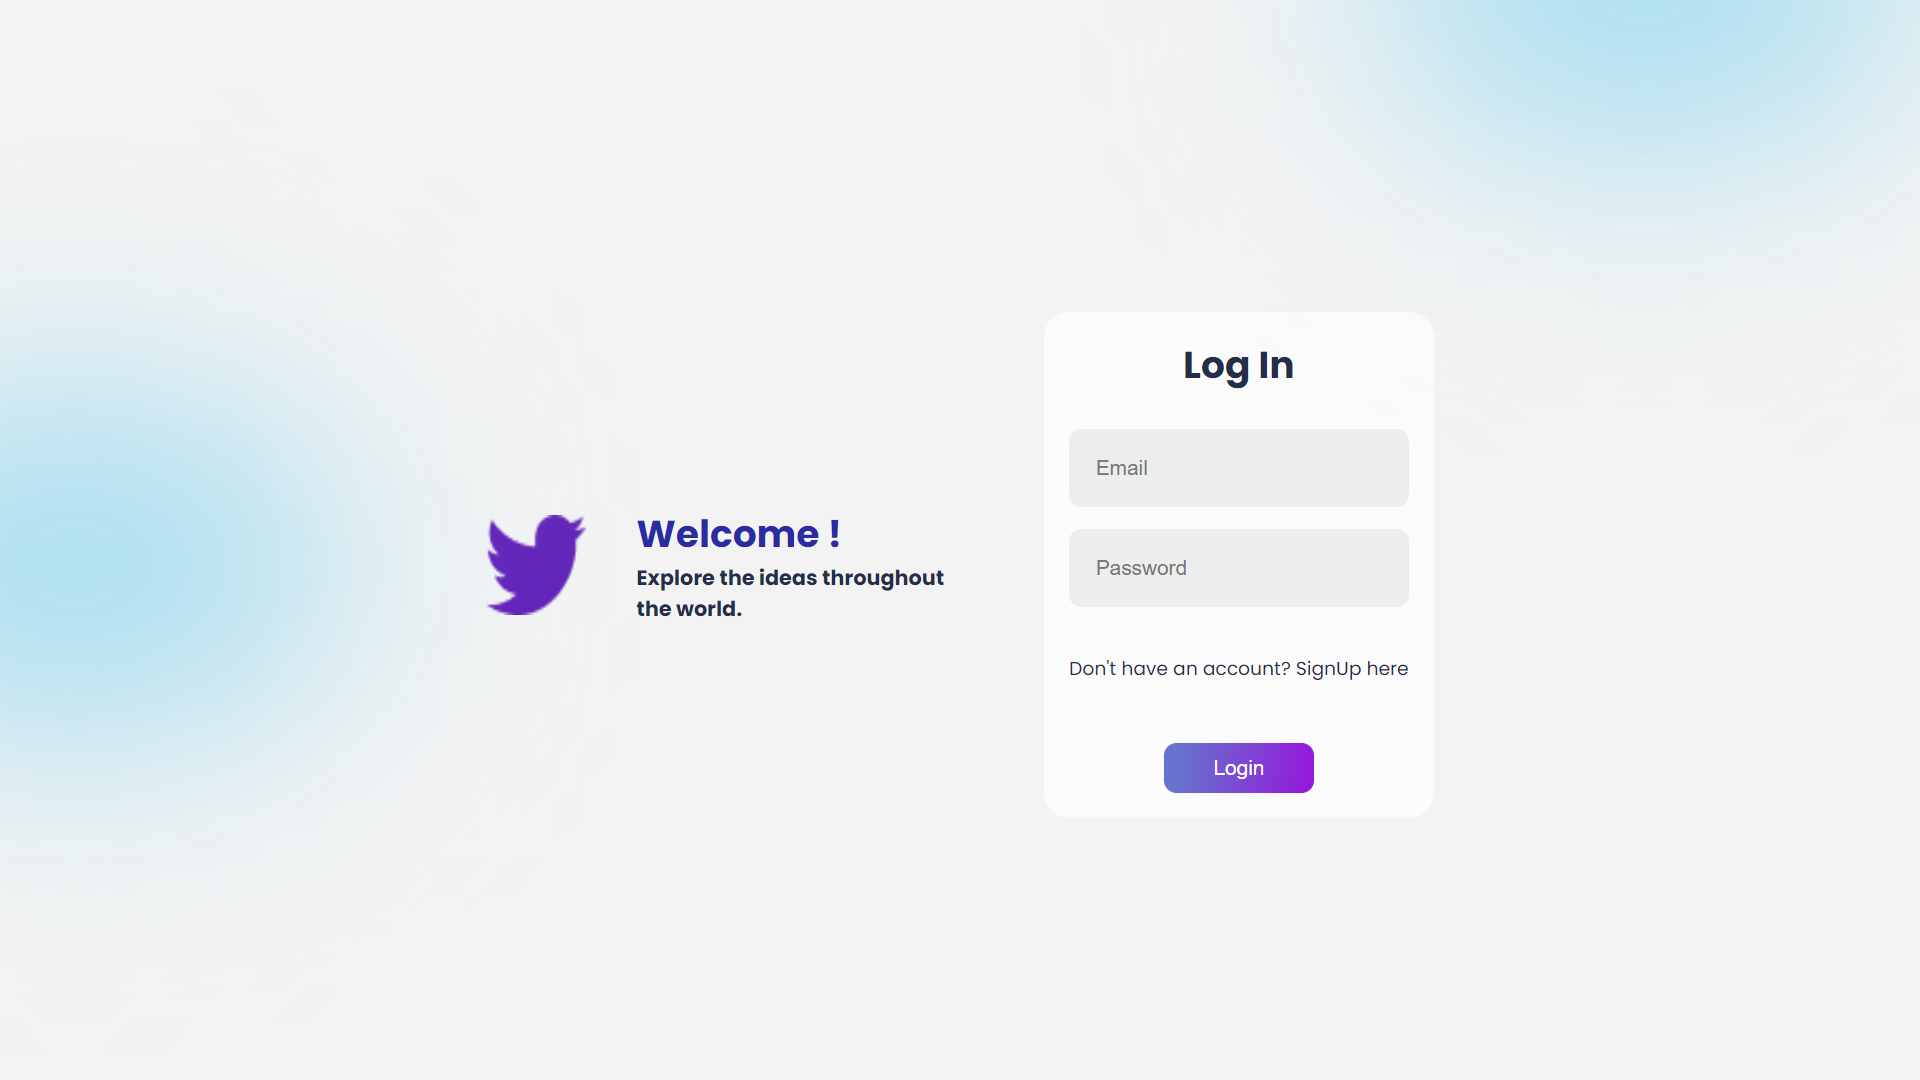 Welcome !
Explore the ideas throughout
the world.
Log In
Email
Password
Don't have an account? SignUp here
Login